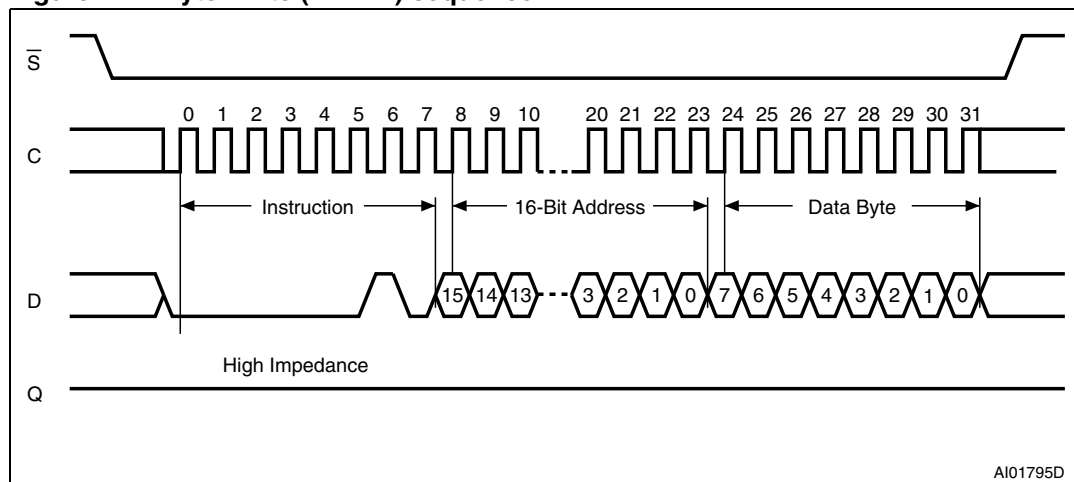 S
0 1 2 3 4 5 6 7 8 9 10 20 21 22 23 24 25 26 27 28 29 30 31
C
Instruction 16-Bit Address Data Byte
D
15 14 13 3 2 1 0 7 6 5 4 3 2 1 0
High Impedance
Q
AI01795D